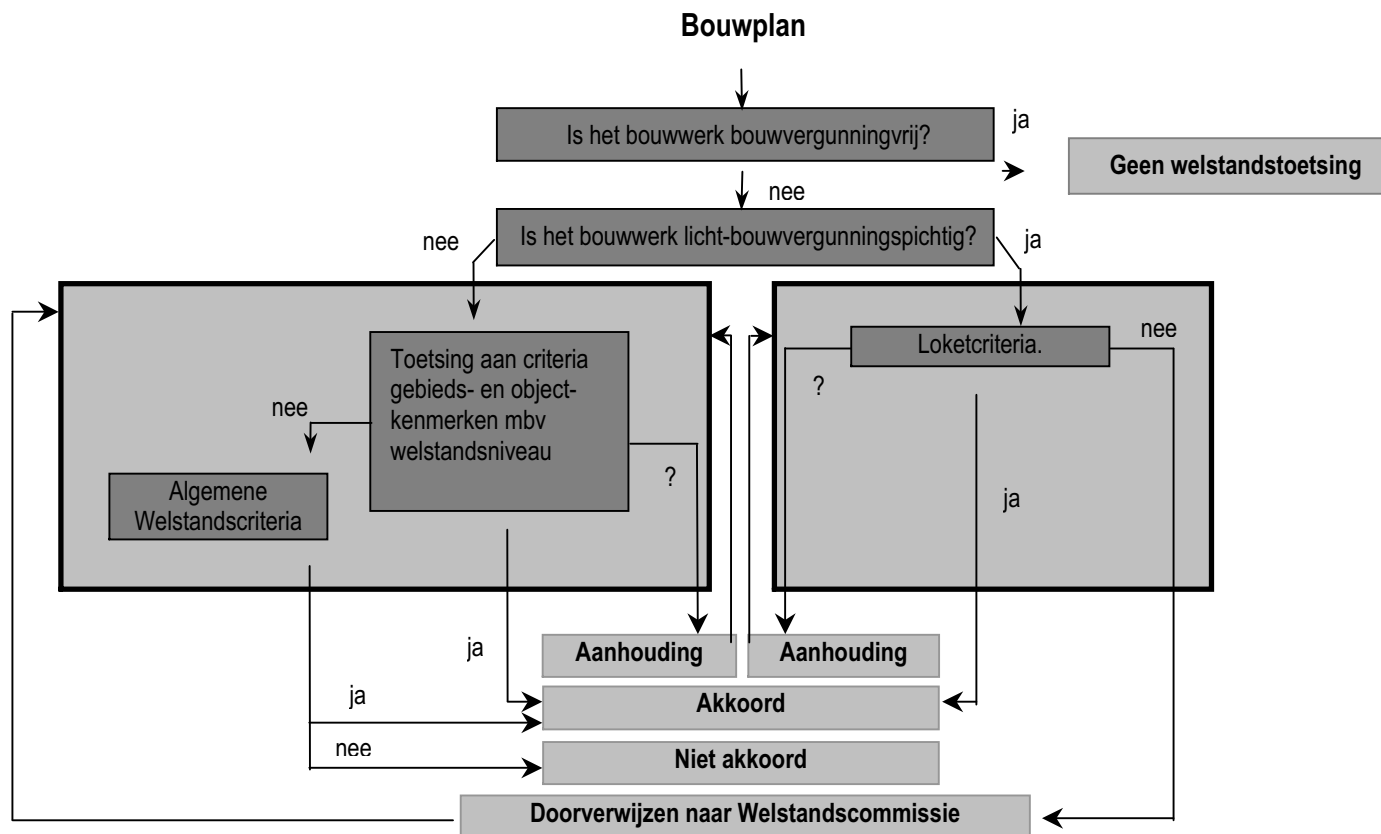 Bouwplan
Is het bouwwerk bouwvergunningvrij?
ja
Geen welstandstoetsing
nee
Is het bouwwerk licht-bouwvergunningspichtig?
nee
ja
Toetsing aan criteria
gebieds- en object-
kenmerken mbv
welstandsniveau
nee
?
Algemene
Welstandscriteria
Loketcriteria.
nee
?
ja
ja
Aanhouding
Aanhouding
ja
Akkoord
nee
Niet akkoord
Doorverwijzen naar Welstandscommissie